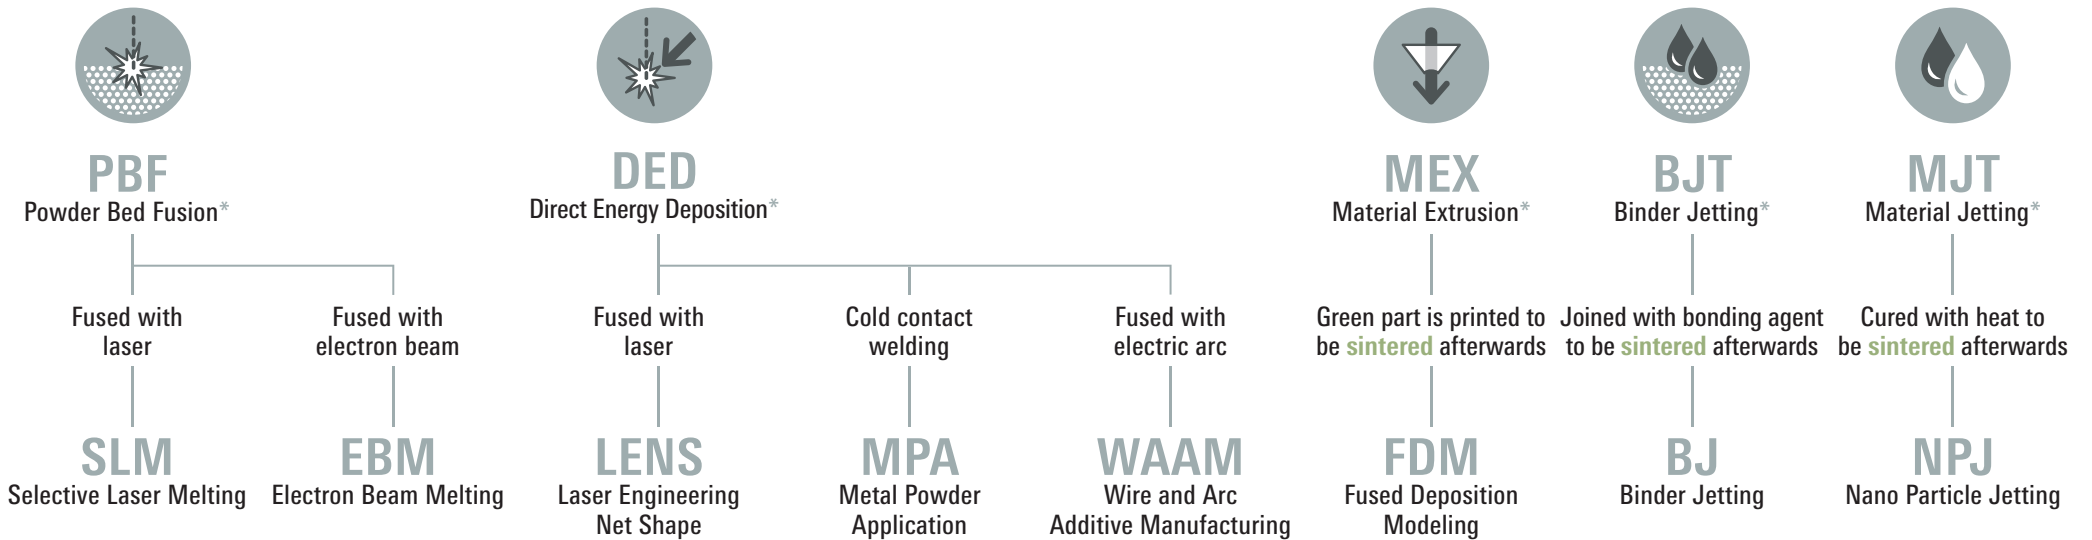 PBF
Powder Bed Fusion*
DED
Direct Energy Deposition*
MEX
Material Extrusion*
BJT
Binder Jetting*
MJT
Material Jetting*
Fused with
laser
Fused with
electron beam
Fused with
laser
Cold contact
welding
Fused with
electric arc
Green part is printed to
be sintered afterwards
Joined with bonding agent
to be sintered afterwards
Cured with heat to
be sintered afterwards
SLM
Selective Laser Melting
EBM
Electron Beam Melting
LENS
Laser Engineering
Net Shape
MPA
Metal Powder
Application
WAAM
Wire and Arc
Additive Manufacturing
FDM
Fused Deposition
Modeling
BJ
Binder Jetting
NPJ
Nano Particle Jetting